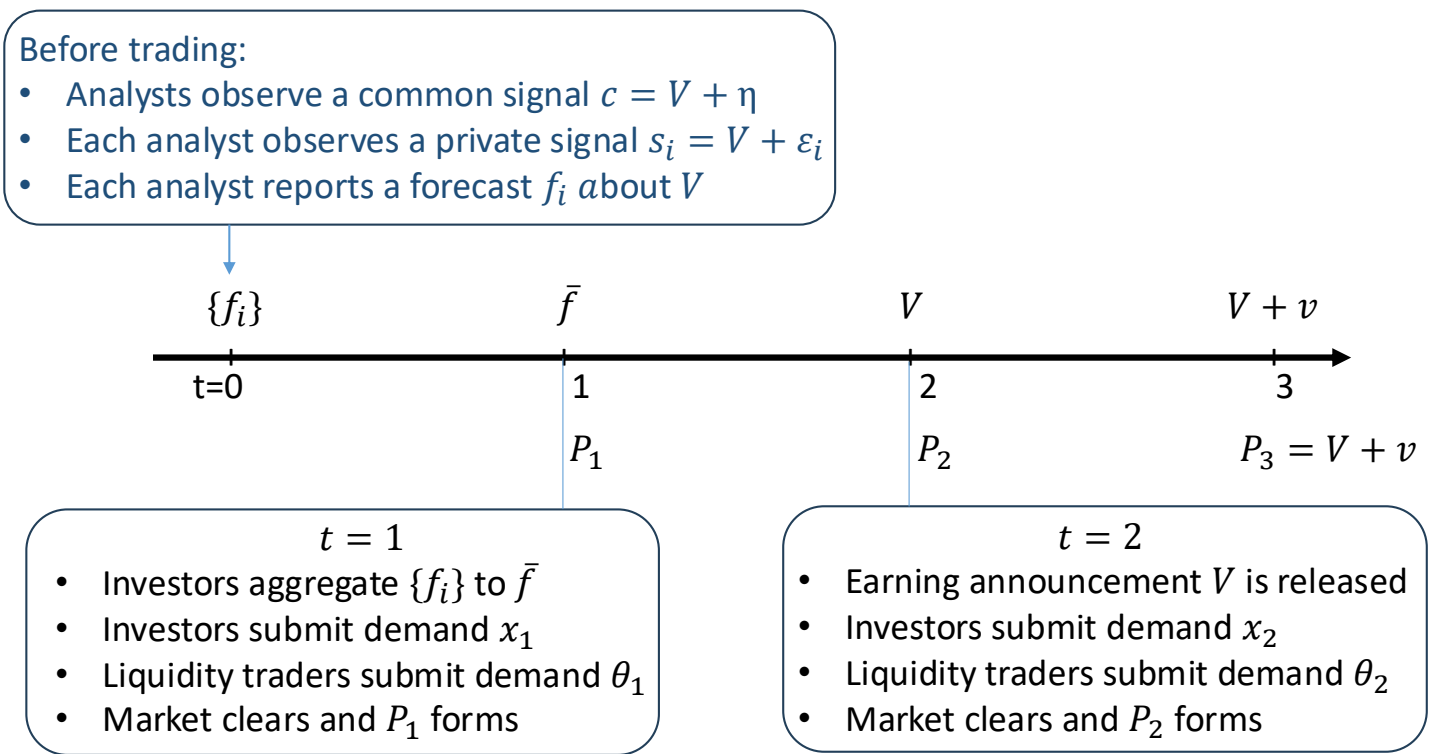 Before trading:
• Analysts observe a common signal c = V + η
• Each analyst observes a private signal sᵢ = V + εᵢ
• Each analyst reports a forecast fᵢ about V
{fᵢ} f̄ V V + v
t=0 1 2 3
P₁ P₂ P₃ = V + v
t = 1
• Investors aggregate {fᵢ} to f̄
• Investors submit demand x₁
• Liquidity traders submit demand θ₁
• Market clears and P₁ forms
t = 2
• Earning announcement V is released
• Investors submit demand x₂
• Liquidity traders submit demand θ₂
• Market clears and P₂ forms